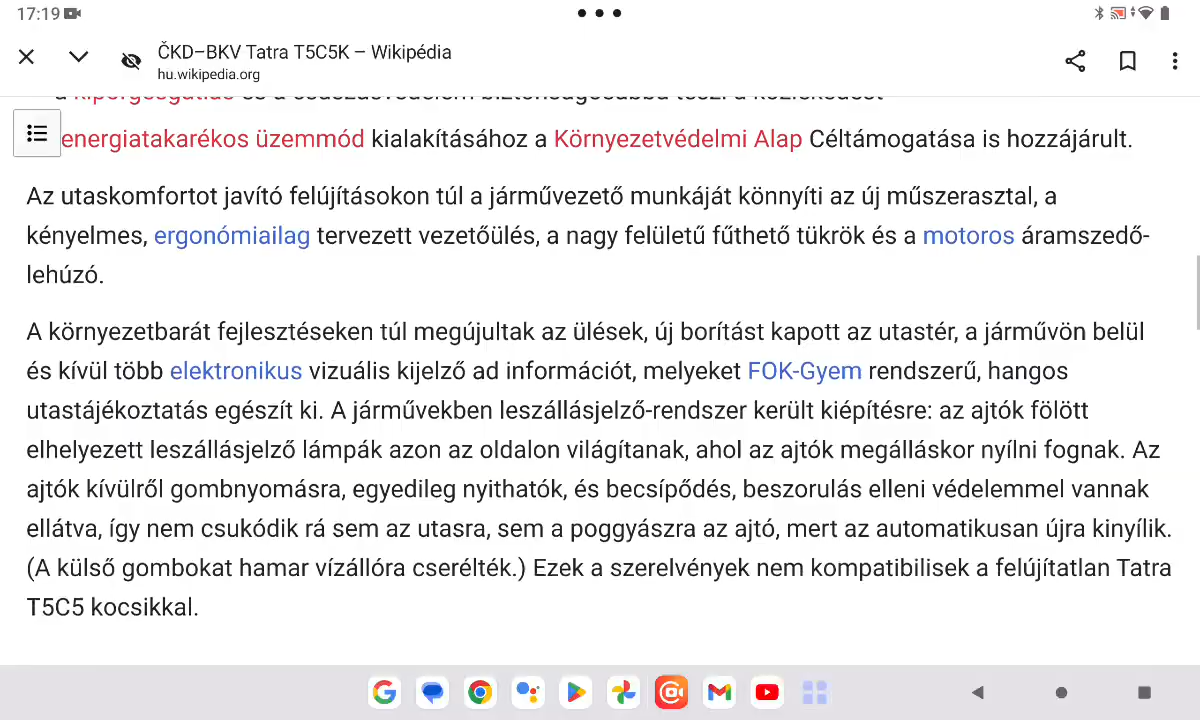 17:19
ČKD–BKV Tatra T5C5K – Wikipédia
hu.wikipedia.org
energiatakarékos üzemmód kialakításához a Környezetvédelmi Alap Céltámogatása is hozzájárult.
Az utaskomfortot javító felújításokon túl a járművezető munkáját könnyíti az új műszerasztal, a
kényelmes, ergonómiailag tervezett vezetőülés, a nagy felületű fűthető tükrök és a motoros áramszedő-
lehúzó.
A környezetbarát fejlesztéseken túl megújultak az ülések, új borítást kapott az utastér, a járművön belül
és kívül több elektronikus vizuális kijelző ad információt, melyeket FOK-Gyem rendszerű, hangos
utastájékoztatás egészít ki. A járművekben leszállásjelző-rendszer került kiépítésre: az ajtók fölött
elhelyezett leszállásjelző lámpák azon az oldalon világítanak, ahol az ajtók megálláskor nyílni fognak. Az
ajtók kívülről gombnyomásra, egyedileg nyithatók, és becsípődés, beszorulás elleni védelemmel vannak
ellátva, így nem csukódik rá sem az utasra, sem a poggyászra az ajtó, mert az automatikusan újra kinyílik.
(A külső gombokat hamar vízállóra cserélték.) Ezek a szerelvények nem kompatibilisek a felújítatlan Tatra
T5C5 kocsikkal.